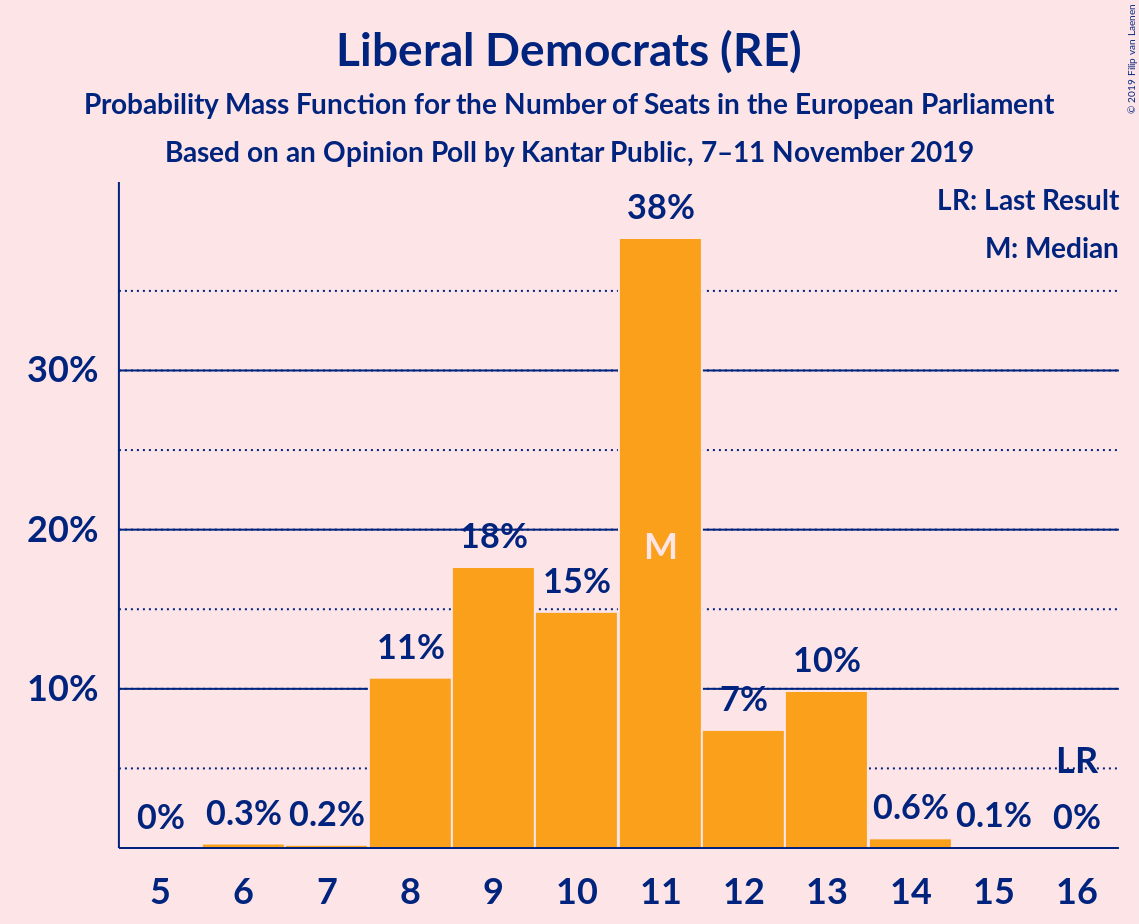 Liberal Democrats (RE)
Probability Mass Function for the Number of Seats in the European Parliament
Based on an Opinion Poll by Kantar Public, 7–11 November 2019
© 2019 Filip van Laenen
LR: Last Result
M: Median
38%
30%
20%
18%
M
15%
11%
10%
10%
7%
LR
0%
0.3%
0.2%
0.6%
0.1%
0%
5 6 7 8 9 10 11 12 13 14 15 16